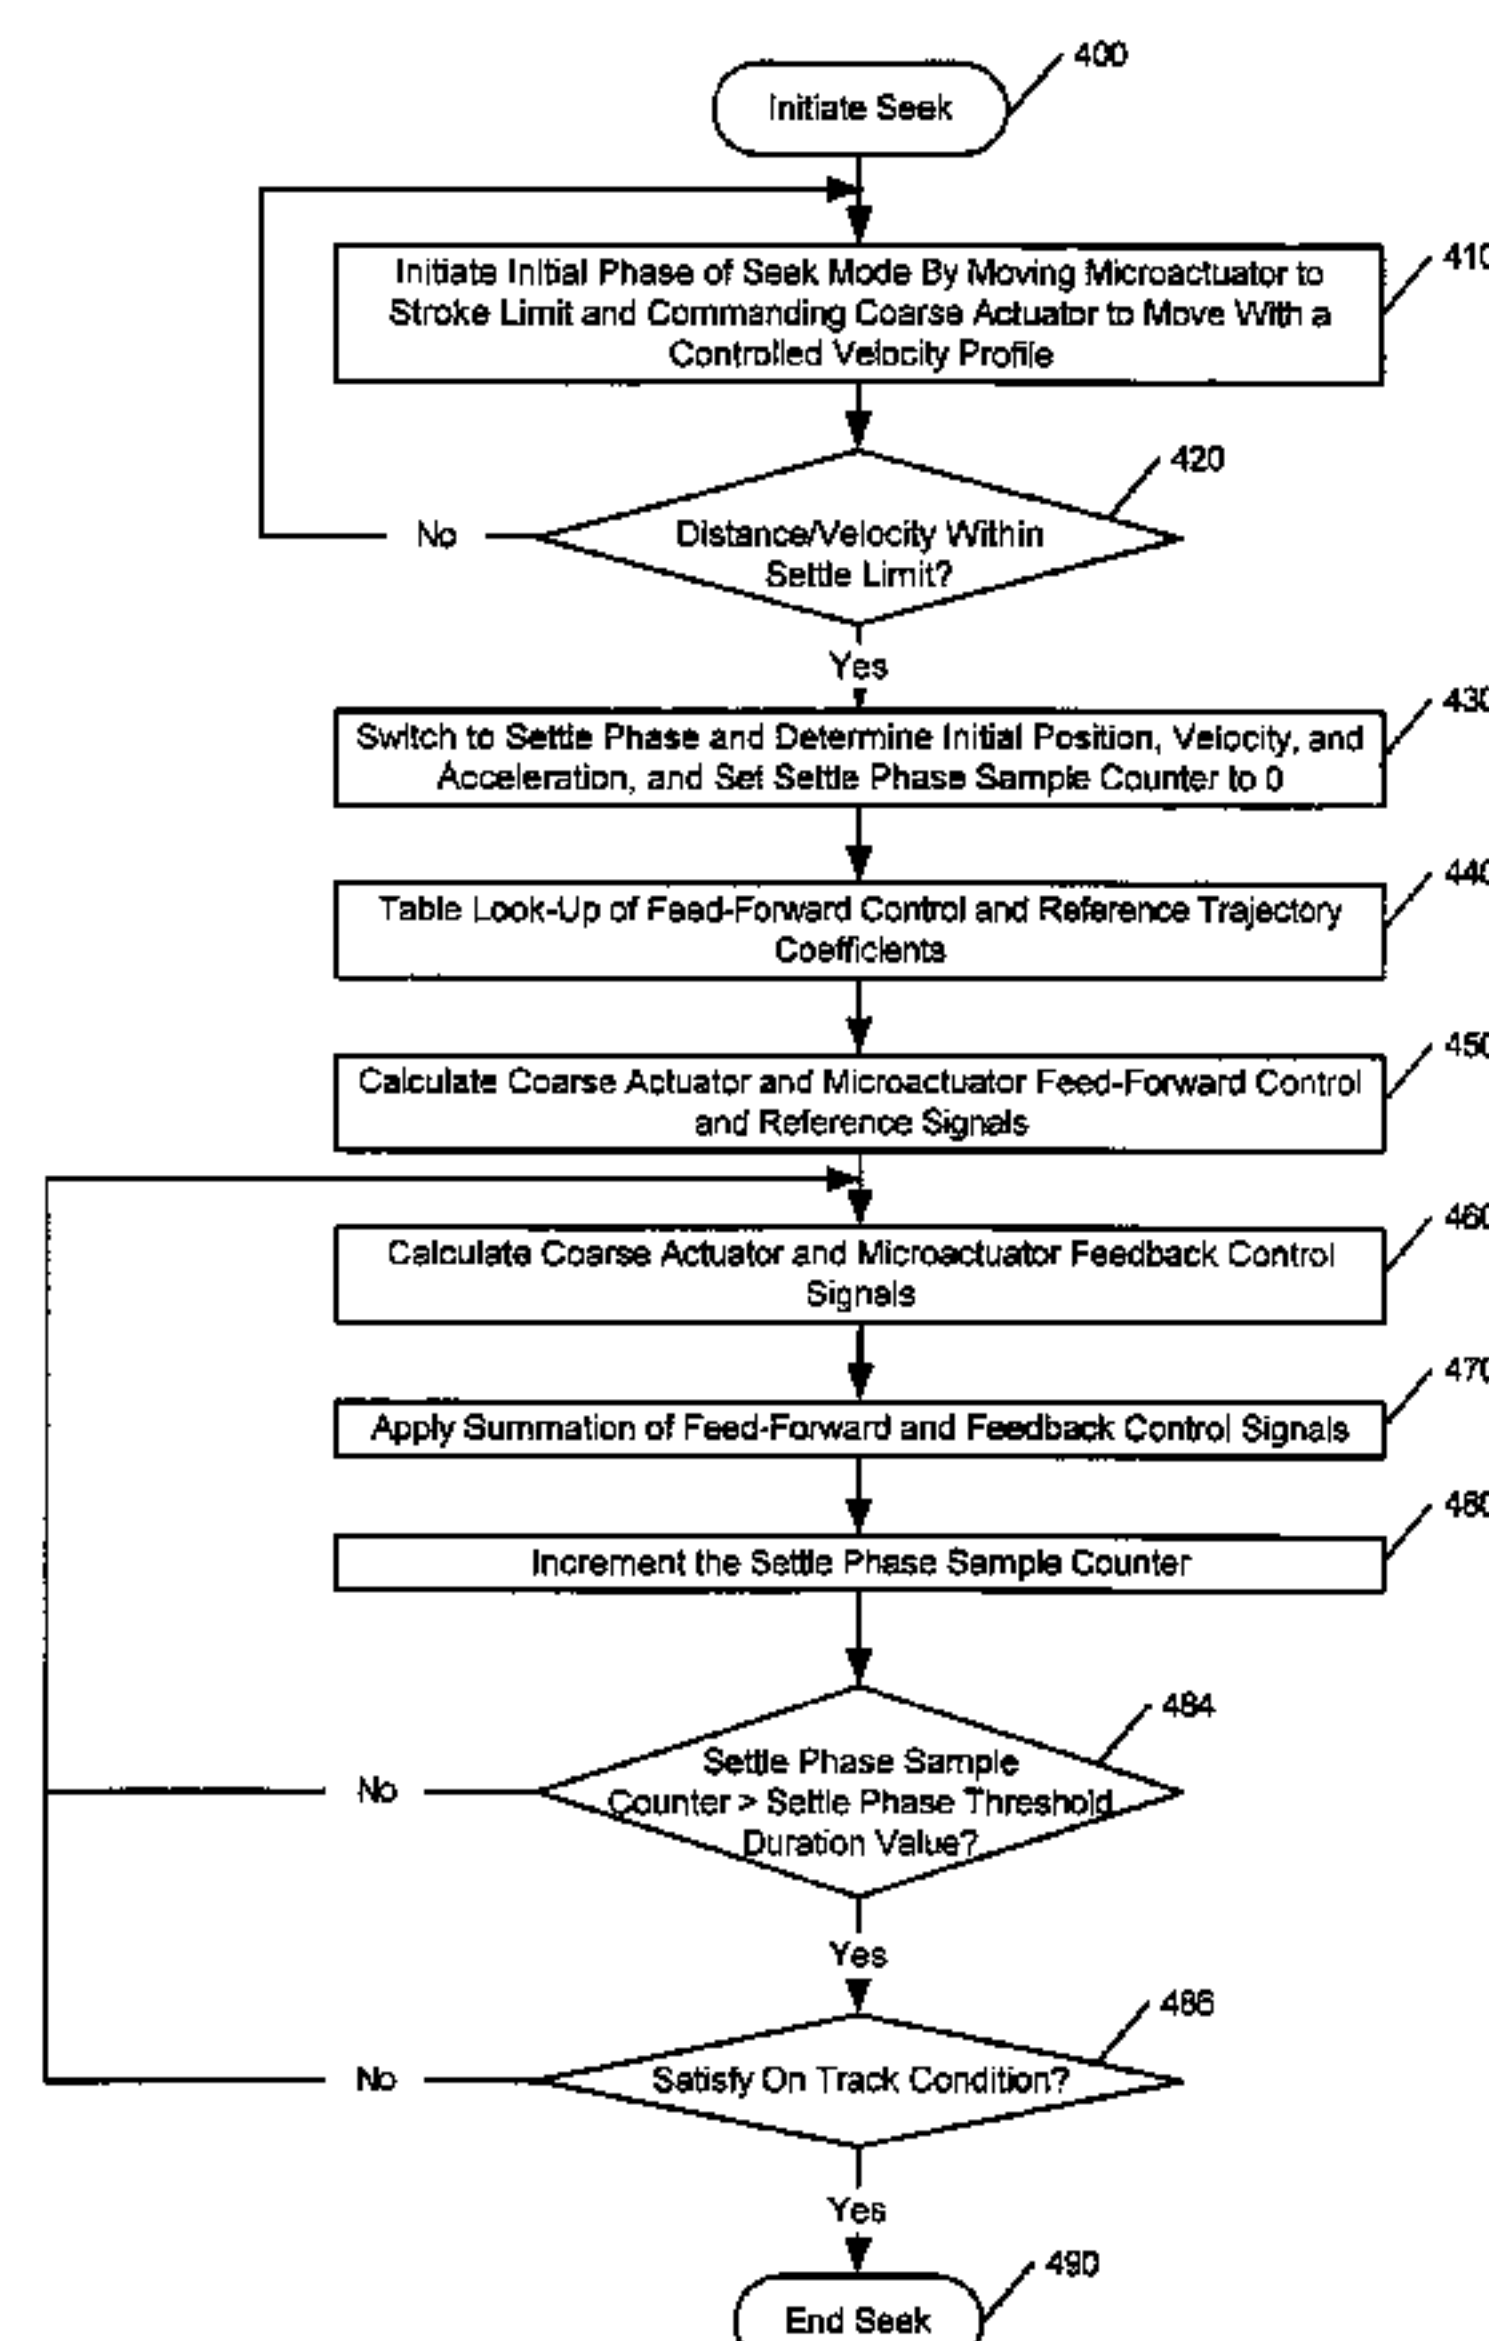 400
Initiate Seek
410
Initiate Initial Phase of Seek Mode By Moving Microactuator to
Stroke Limit and Commanding Coarse Actuator to Move With a
Controlled Velocity Profile
420
No
Distance/Velocity Within
Settle Limit?
Yes
430
Switch to Settle Phase and Determine Initial Position, Velocity, and
Acceleration, and Set Settle Phase Sample Counter to 0
440
Table Look-Up of Feed-Forward Control and Reference Trajectory
Coefficients
450
Calculate Coarse Actuator and Microactuator Feed-Forward Control
and Reference Signals
460
Calculate Coarse Actuator and Microactuator Feedback Control
Signals
470
Apply Summation of Feed-Forward and Feedback Control Signals
480
Increment the Settle Phase Sample Counter
484
No
Settle Phase Sample
Counter > Settle Phase Threshold
Duration Value?
Yes
486
No
Satisfy On Track Condition?
Yes
490
End Seek